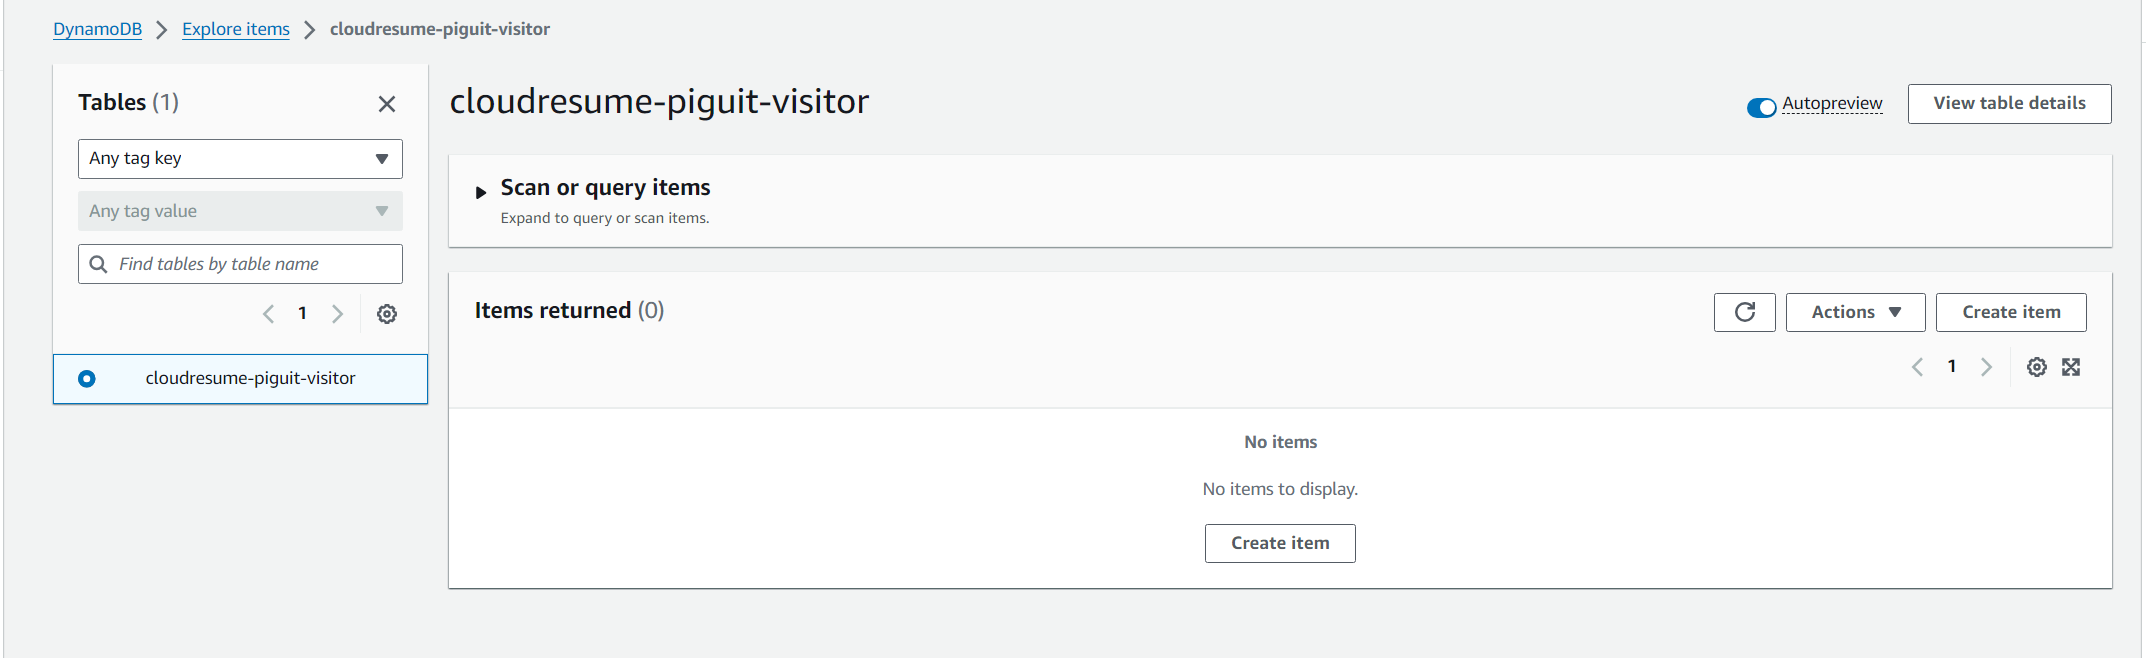 DynamoDB > Explore items > cloudresume-piguit-visitor
Tables (1)
Any tag key
Any tag value
Find tables by table name
1
cloudresume-piguit-visitor
cloudresume-piguit-visitor
Autopreview
View table details
Scan or query items
Expand to query or scan items.
Items returned (0)
Actions
Create item
1
No items
No items to display.
Create item